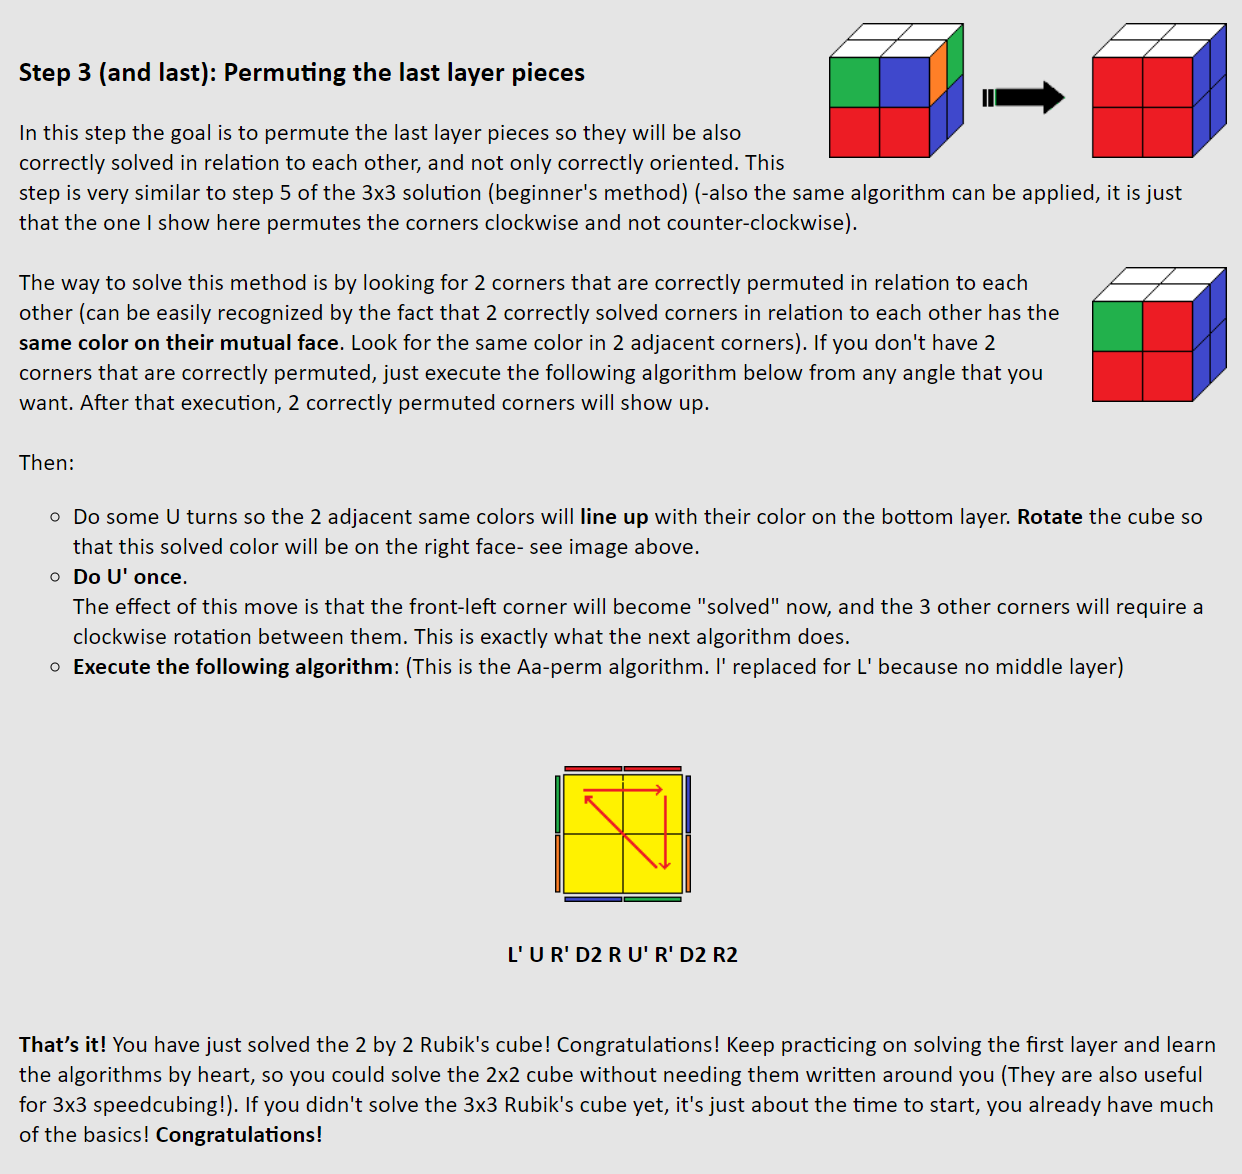 Step 3 (and last): Permuting the last layer pieces
In this step the goal is to permute the last layer pieces so they will be also
correctly solved in relation to each other, and not only correctly oriented. This
step is very similar to step 5 of the 3x3 solution (beginner's method) (-also the same algorithm can be applied, it is just
that the one I show here permutes the corners clockwise and not counter-clockwise).
The way to solve this method is by looking for 2 corners that are correctly permuted in relation to each
other (can be easily recognized by the fact that 2 correctly solved corners in relation to each other has the
same color on their mutual face. Look for the same color in 2 adjacent corners). If you don't have 2
corners that are correctly permuted, just execute the following algorithm below from any angle that you
want. After that execution, 2 correctly permuted corners will show up.
Then:
Do some U turns so the 2 adjacent same colors will line up with their color on the bottom layer. Rotate the cube so
that this solved color will be on the right face- see image above.
Do U' once.
The effect of this move is that the front-left corner will become "solved" now, and the 3 other corners will require a
clockwise rotation between them. This is exactly what the next algorithm does.
Execute the following algorithm: (This is the Aa-perm algorithm. l' replaced for L' because no middle layer)
L' U R' D2 R U' R' D2 R2
That’s it! You have just solved the 2 by 2 Rubik's cube! Congratulations! Keep practicing on solving the first layer and learn
the algorithms by heart, so you could solve the 2x2 cube without needing them written around you (They are also useful
for 3x3 speedcubing!). If you didn't solve the 3x3 Rubik's cube yet, it's just about the time to start, you already have much
of the basics! Congratulations!